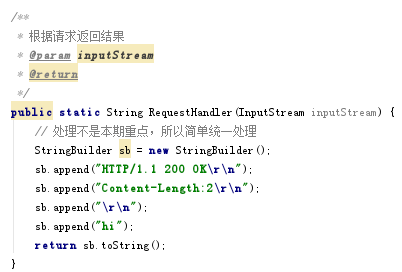 /**
 * 根据请求返回结果
 * @param inputStream
 * @return
 */
public static String RequestHandler(InputStream inputStream) {
    // 处理不是本期重点，所以简单统一处理
    StringBuilder sb = new StringBuilder();
    sb.append("HTTP/1.1 200 OK\r\n");
    sb.append("Content-Length:2\r\n");
    sb.append("\r\n");
    sb.append("hi");
    return sb.toString();
}